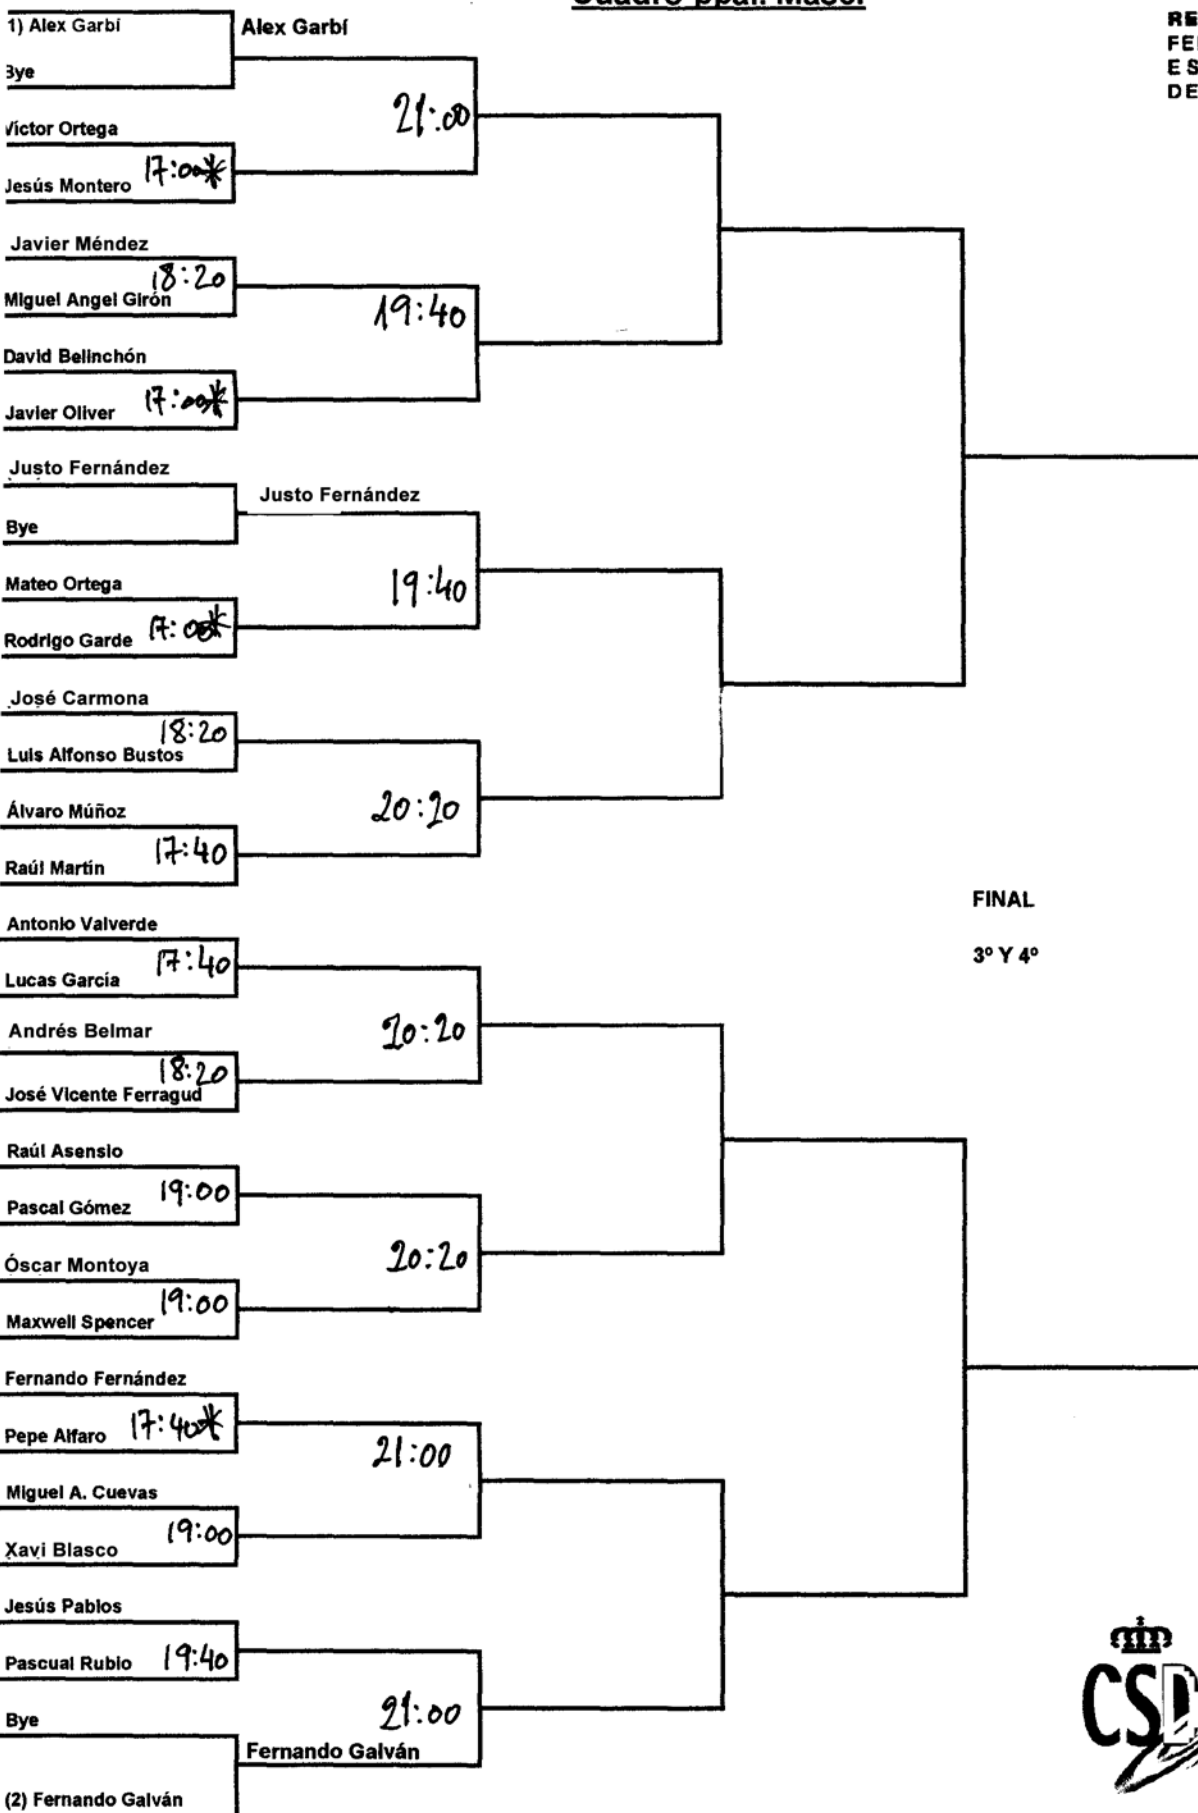 Cuadro ppal. Masc.
1) Alex Garbí
Alex Garbí
Bye
21:00
Víctor Ortega
Jesús Montero 17:00*
Javier Méndez
18:20
Miguel Angel Girón
19:40
David Belinchón
Javier Oliver 17:00*
Justo Fernández
Justo Fernández
Bye
19:40
Mateo Ortega
Rodrigo Garde 17:00*
José Carmona
18:20
Luis Alfonso Bustos
20:20
Álvaro Múñoz
Raúl Martín 17:40
FINAL
3º Y 4º
Antonio Valverde
Lucas García 17:40
20:20
Andrés Belmar
18:20
José Vicente Ferragud
Raúl Asensio
Pascal Gómez 19:00
20:20
Óscar Montoya
19:00
Maxwell Spencer
Fernando Fernández
Pepe Alfaro 17:40*
21:00
Miguel A. Cuevas
Xavi Blasco 19:00
Jesús Pablos
Pascual Rubio 19:40
21:00
Bye
Fernando Galván
(2) Fernando Galván
CSD